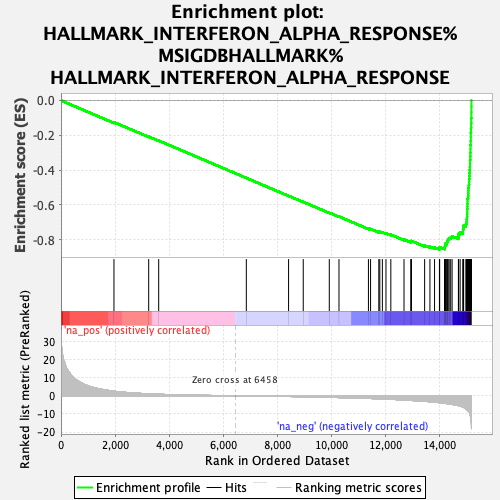 Enrichment plot:
HALLMARK_INTERFERON_ALPHA_RESPONSE%
MSIGDBHALLMARK%
HALLMARK_INTERFERON_ALPHA_RESPONSE
Enrichment score (ES)
0.0
-0.2
-0.4
-0.6
-0.8
'na_pos' (positively correlated)
Ranked list metric (PreRanked)
30
20
10
0
-10
-20
Zero cross at 6458
'na_neg' (negatively correlated)
0
2,000
4,000
6,000
8,000
10,000
12,000
14,000
Rank in Ordered Dataset
Enrichment profile
Hits
Ranking metric scores